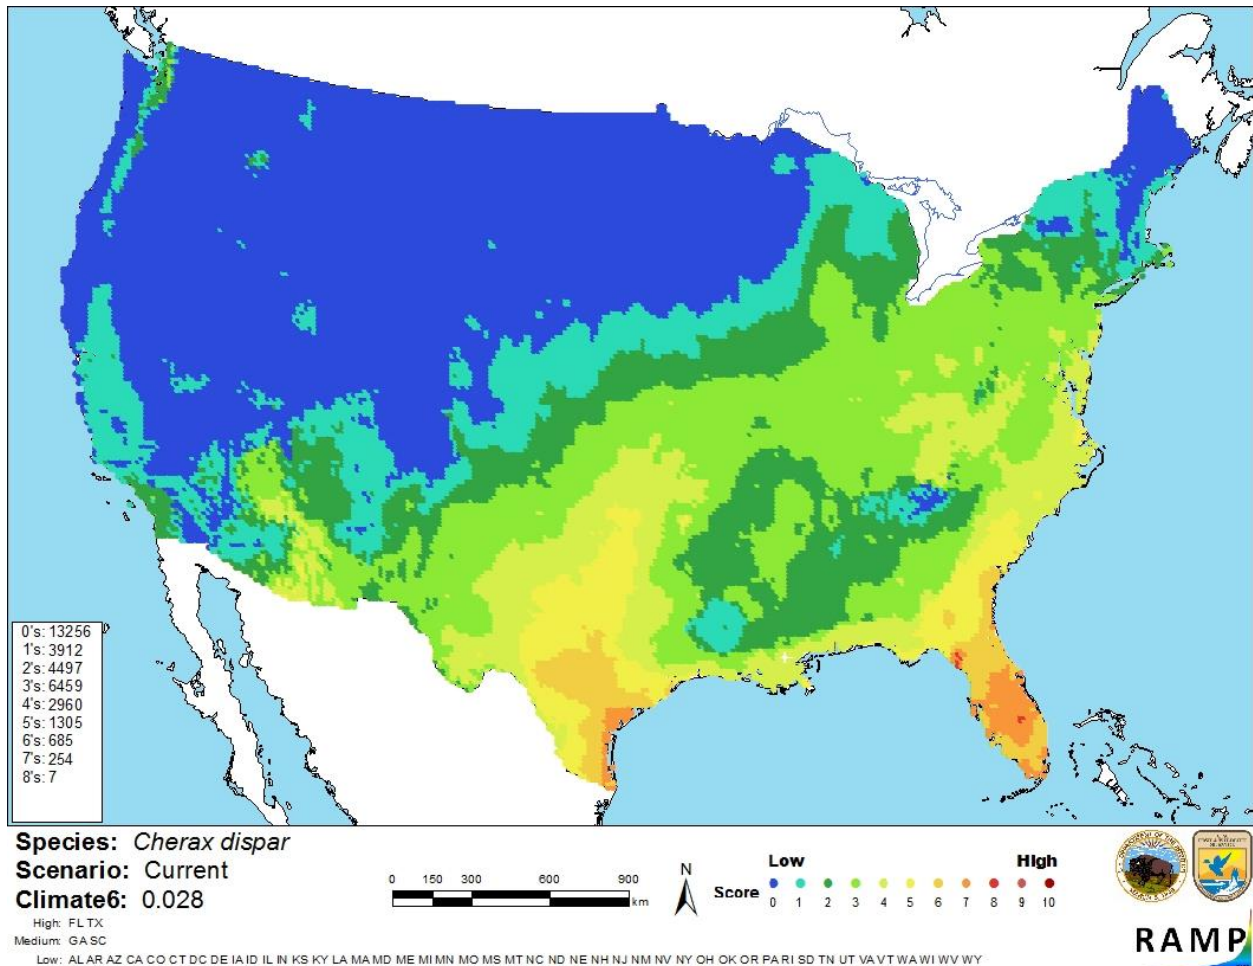 0's: 13256
1's: 3912
2's: 4497
3's: 6459
4's: 2960
5's: 1305
6's: 685
7's: 254
8's: 7
Species: Cherax dispar
Scenario: Current
Climate6: 0.028
High: FL TX
Medium: GA SC
Low: AL AR AZ CA CO CT DC DE IA ID IL IN KS KY LA MA MD ME MI MN MO MS MT NC ND NE NH NJ NM NV NY OH OK OR PA RI SD TN UT VA VT WA WI WV WY
0 150 300 600 900
km
N
Low High
Score
0 1 2 3 4 5 6 7 8 9 10
RAMP